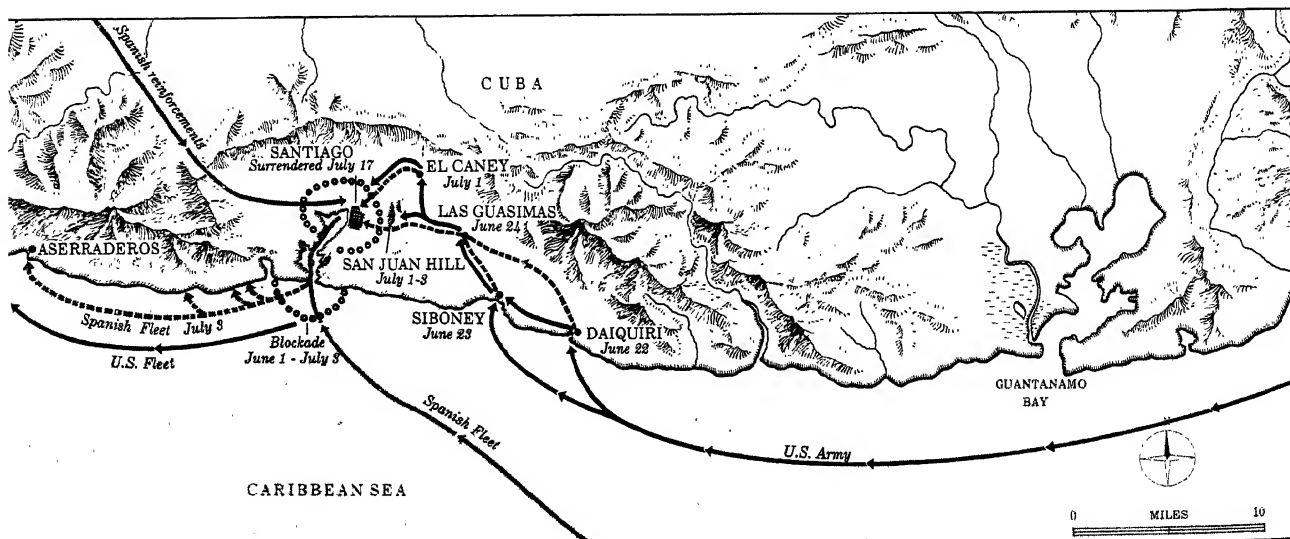 CUBA
Spanish reinforcements
SANTIAGO
Surrendered July 17
EL CANEY
July 1
LAS GUASIMAS
June 24
ASERRADEROS
SAN JUAN HILL
July 1-3
SIBONEY
June 23
DAIQUIRI
June 22
Spanish Fleet July 3
U.S. Fleet
Blockade
June 1 - July 3
Spanish Fleet
U.S. Army
GUANTANAMO
BAY
CARIBBEAN SEA
0 MILES 10